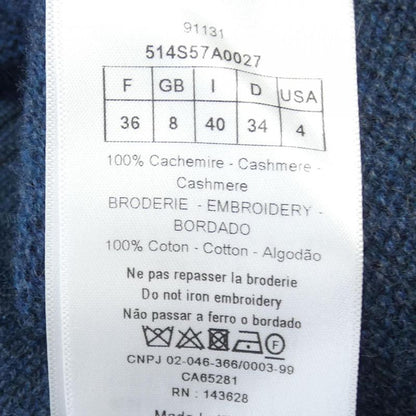 91131
514S57A0027
F GB I D USA
36 8 40 34 4
100% Cachemire - Cashmere -
Cashmere
BRODERIE - EMBROIDERY -
BORDADO
100% Coton - Cotton - Algodão
Ne pas repasser la broderie
Do not iron embroidery
Não passar a ferro o bordado
F
CNPJ 02-046-366/0003-99
CA65281
RN : 143628